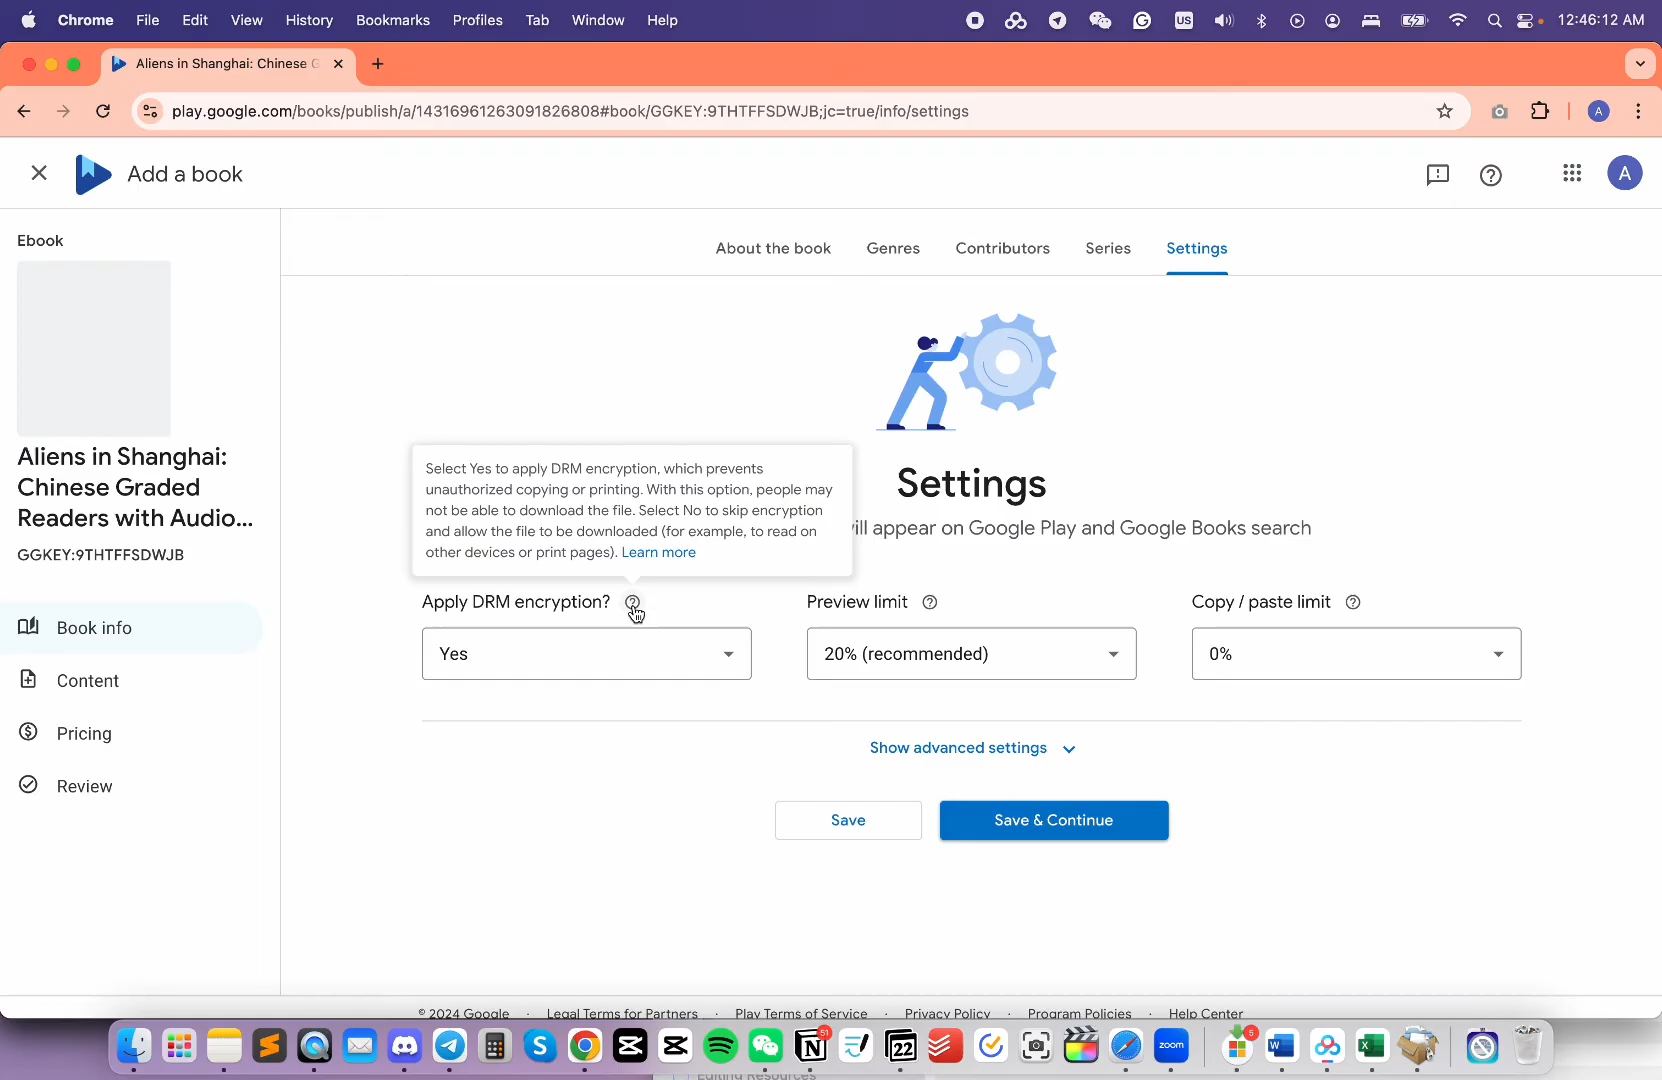 Chrome File Edit View History Bookmarks Profiles Tab Window Help US 12:46:12 AM
Aliens in Shanghai: Chinese G
play.google.com/books/publish/a/14316961263091826808#book/GGKEY:9THTFFSDWJB;jc=true/info/settings A
Add a book A
Ebook
About the book Genres Contributors Series Settings
Aliens in Shanghai:
Chinese Graded
Readers with Audio...
GGKEY:9THTFFSDWJB
Book info
Content
Pricing
Review
Settings
ill appear on Google Play and Google Books search
Select Yes to apply DRM encryption, which prevents
unauthorized copying or printing. With this option, people may
not be able to download the file. Select No to skip encryption
and allow the file to be downloaded (for example, to read on
other devices or print pages). Learn more
Apply DRM encryption? Preview limit Copy / paste limit
Yes 20% (recommended) 0%
Show advanced settings
Save Save & Continue
© 2024 Google · Legal Terms for Partners · Play Terms of Service · Privacy Policy · Program Policies · Help Center
51 22 zoom 5
Editing Resources